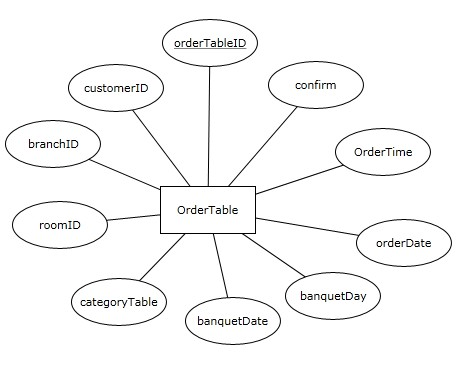 orderTableID
customerID
confirm
branchID
OrderTime
OrderTable
roomID
orderDate
categoryTable
banquetDay
banquetDate